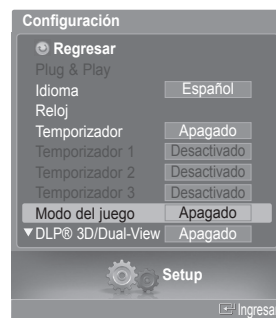 Configuración
Regresar
Plug & Play
Idioma Español
Reloj
Temporizador Apagado
Temporizador 1 Desactivado
Temporizador 2 Desactivado
Temporizador 3 Desactivado
Modo del juego Apagado
▼DLP® 3D/Dual-View Apagado
Setup
Ingresa